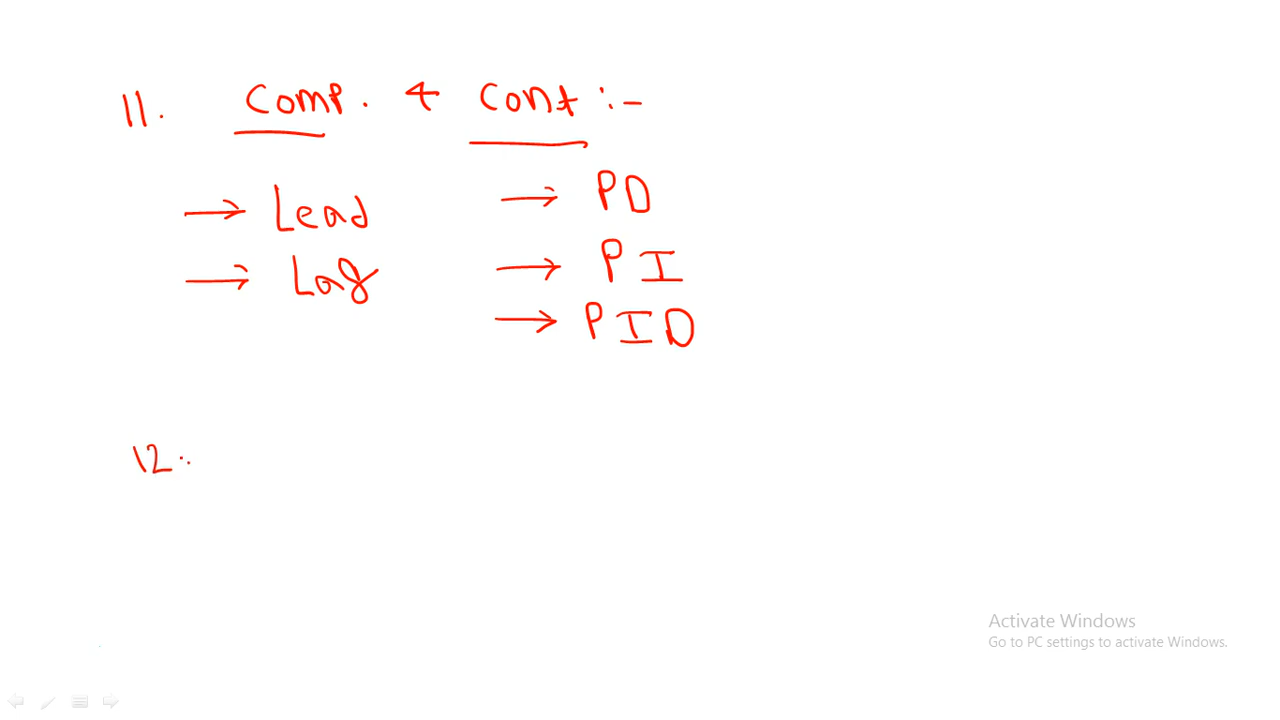 11. Comp. & Cont :-
→ Lead → PD
→ Lag → PI
→ PID
12.
Activate Windows
Go to PC settings to activate Windows.